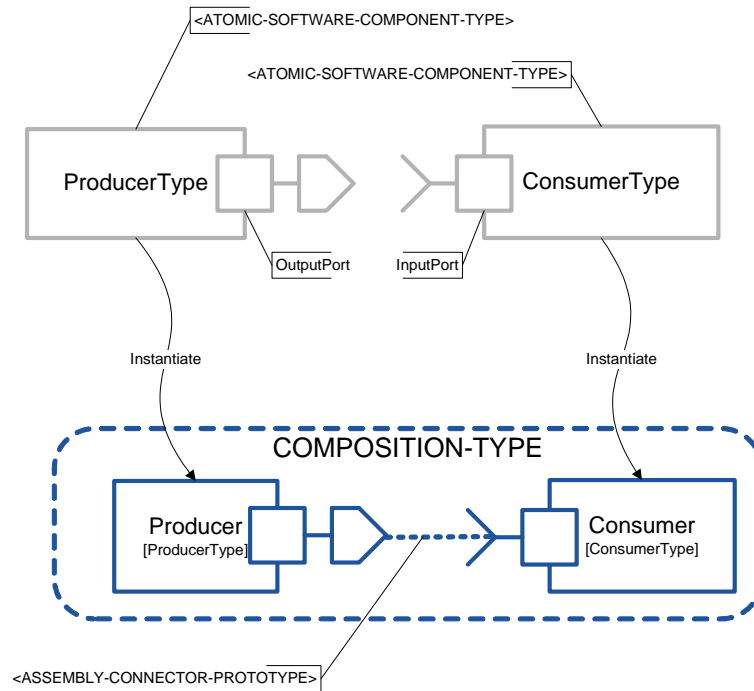 <ATOMIC-SOFTWARE-COMPONENT-TYPE>
<ATOMIC-SOFTWARE-COMPONENT-TYPE>
ProducerType
ConsumerType
OutputPort
InputPort
Instantiate
Instantiate
COMPOSITION-TYPE
Producer
[ProducerType]
Consumer
[ConsumerType]
<ASSEMBLY-CONNECTOR-PROTOTYPE>